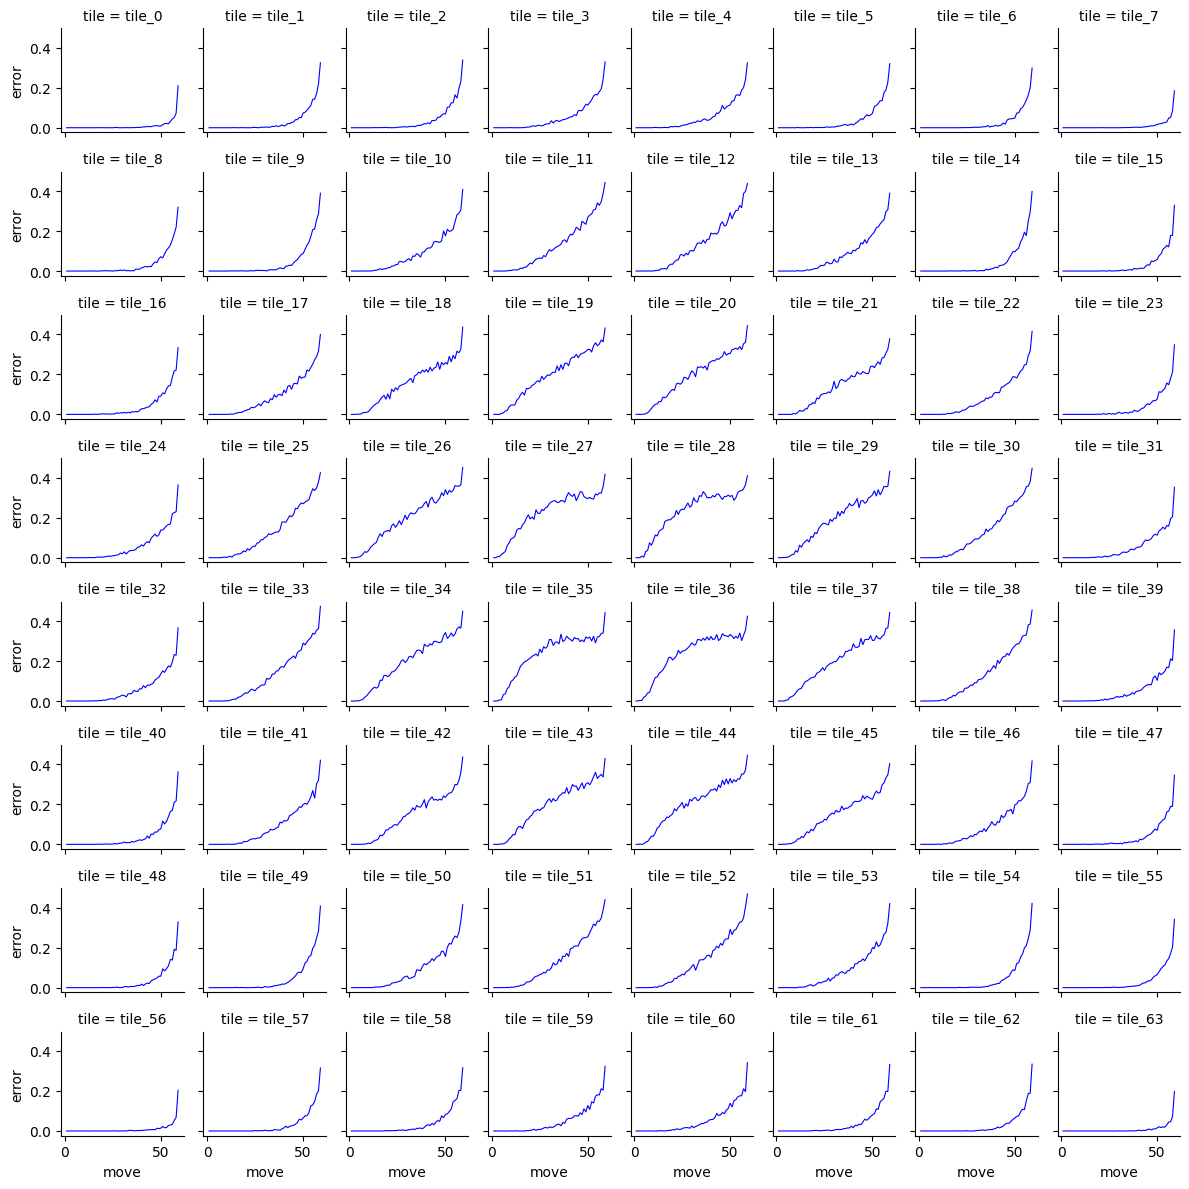 tile = tile_0 tile = tile_1 tile = tile_2 tile = tile_3 tile = tile_4 tile = tile_5 tile = tile_6 tile = tile_7
0.4
error
0.2
0.0
tile = tile_8 tile = tile_9 tile = tile_10 tile = tile_11 tile = tile_12 tile = tile_13 tile = tile_14 tile = tile_15
0.4
error
0.2
0.0
tile = tile_16 tile = tile_17 tile = tile_18 tile = tile_19 tile = tile_20 tile = tile_21 tile = tile_22 tile = tile_23
0.4
error
0.2
0.0
tile = tile_24 tile = tile_25 tile = tile_26 tile = tile_27 tile = tile_28 tile = tile_29 tile = tile_30 tile = tile_31
0.4
error
0.2
0.0
tile = tile_32 tile = tile_33 tile = tile_34 tile = tile_35 tile = tile_36 tile = tile_37 tile = tile_38 tile = tile_39
0.4
error
0.2
0.0
tile = tile_40 tile = tile_41 tile = tile_42 tile = tile_43 tile = tile_44 tile = tile_45 tile = tile_46 tile = tile_47
0.4
error
0.2
0.0
tile = tile_48 tile = tile_49 tile = tile_50 tile = tile_51 tile = tile_52 tile = tile_53 tile = tile_54 tile = tile_55
0.4
error
0.2
0.0
tile = tile_56 tile = tile_57 tile = tile_58 tile = tile_59 tile = tile_60 tile = tile_61 tile = tile_62 tile = tile_63
0.4
error
0.2
0.0
0 50 0 50 0 50 0 50 0 50 0 50 0 50 0 50
move move move move move move move move